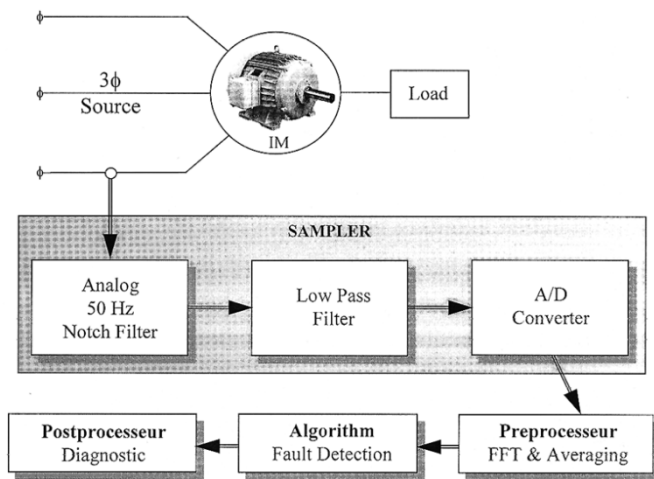 ϕ
3ϕ
ϕ
Source
ϕ
IM
Load
SAMPLER
Analog
50 Hz
Notch Filter
Low Pass
Filter
A/D
Converter
Postprocesseur
Diagnostic
Algorithm
Fault Detection
Preprocesseur
FFT & Averaging